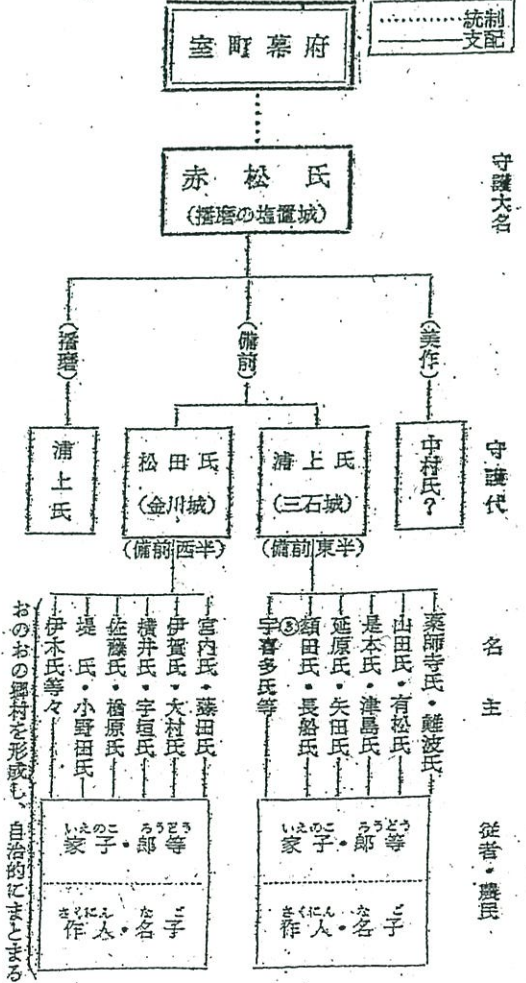 統制
支配
室町幕府
赤松氏
(播磨の塩置城)
守護大名
(美作)
(備前)
(播磨)
守護代
中村氏?
浦上氏
(三石城)
(備前東半)
松田氏
(金川城)
(備前西半)
浦上氏
名主
薬師寺氏・難波氏
山田氏・有松氏
是本氏・津島氏
延原氏・矢田氏
額田氏・長船氏
宇喜多氏等
宮内氏・藤田氏
伊賀氏・大村氏
横井氏・宇垣氏
佐藤氏・橋原氏
堤氏・小野田氏
伊木氏等々
従者・農民
いえのこ ろうどう
家子・郎等
さくにん なご
作人・名子
いえのこ ろうどう
家子・郎等
さくにん なご
作人・名子
おのおの郷村を形成し、自治的にまとまる